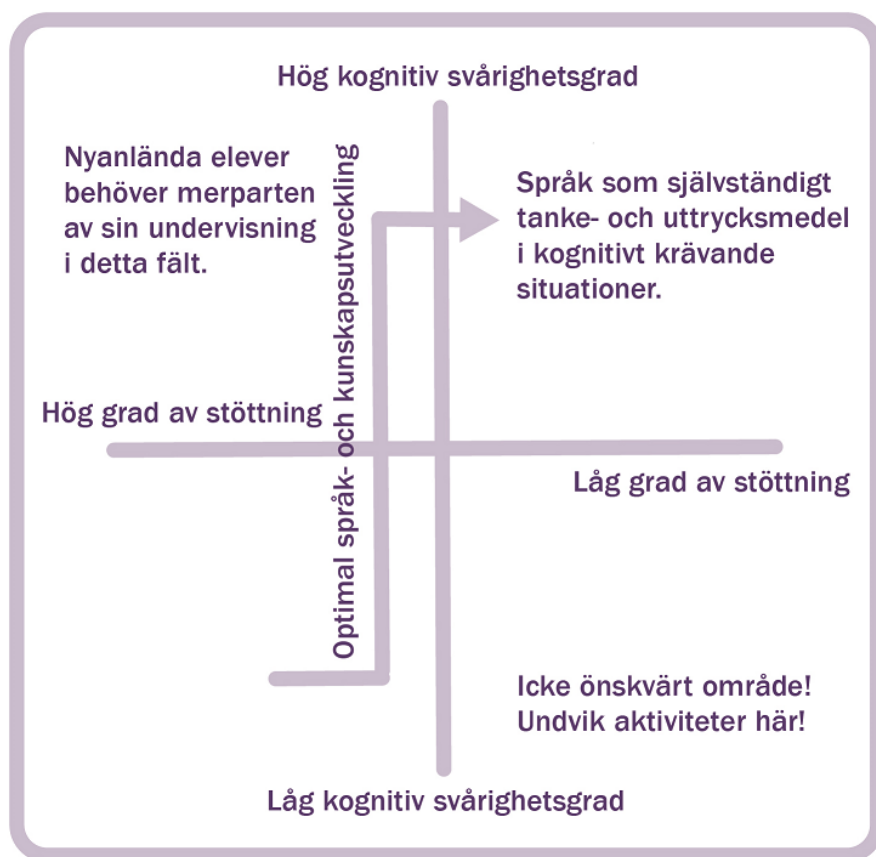 Hög kognitiv svårighetsgrad
Nyanlända elever
behöver merparten
av sin undervisning
i detta fält.
Optimal språk- och kunskapsutveckling
Språk som självständigt
tanke- och uttrycksmedel
i kognitivt krävande
situationer.
Hög grad av stöttning
Låg grad av stöttning
Icke önskvärt område!
Undvik aktiviteter här!
Låg kognitiv svårighetsgrad